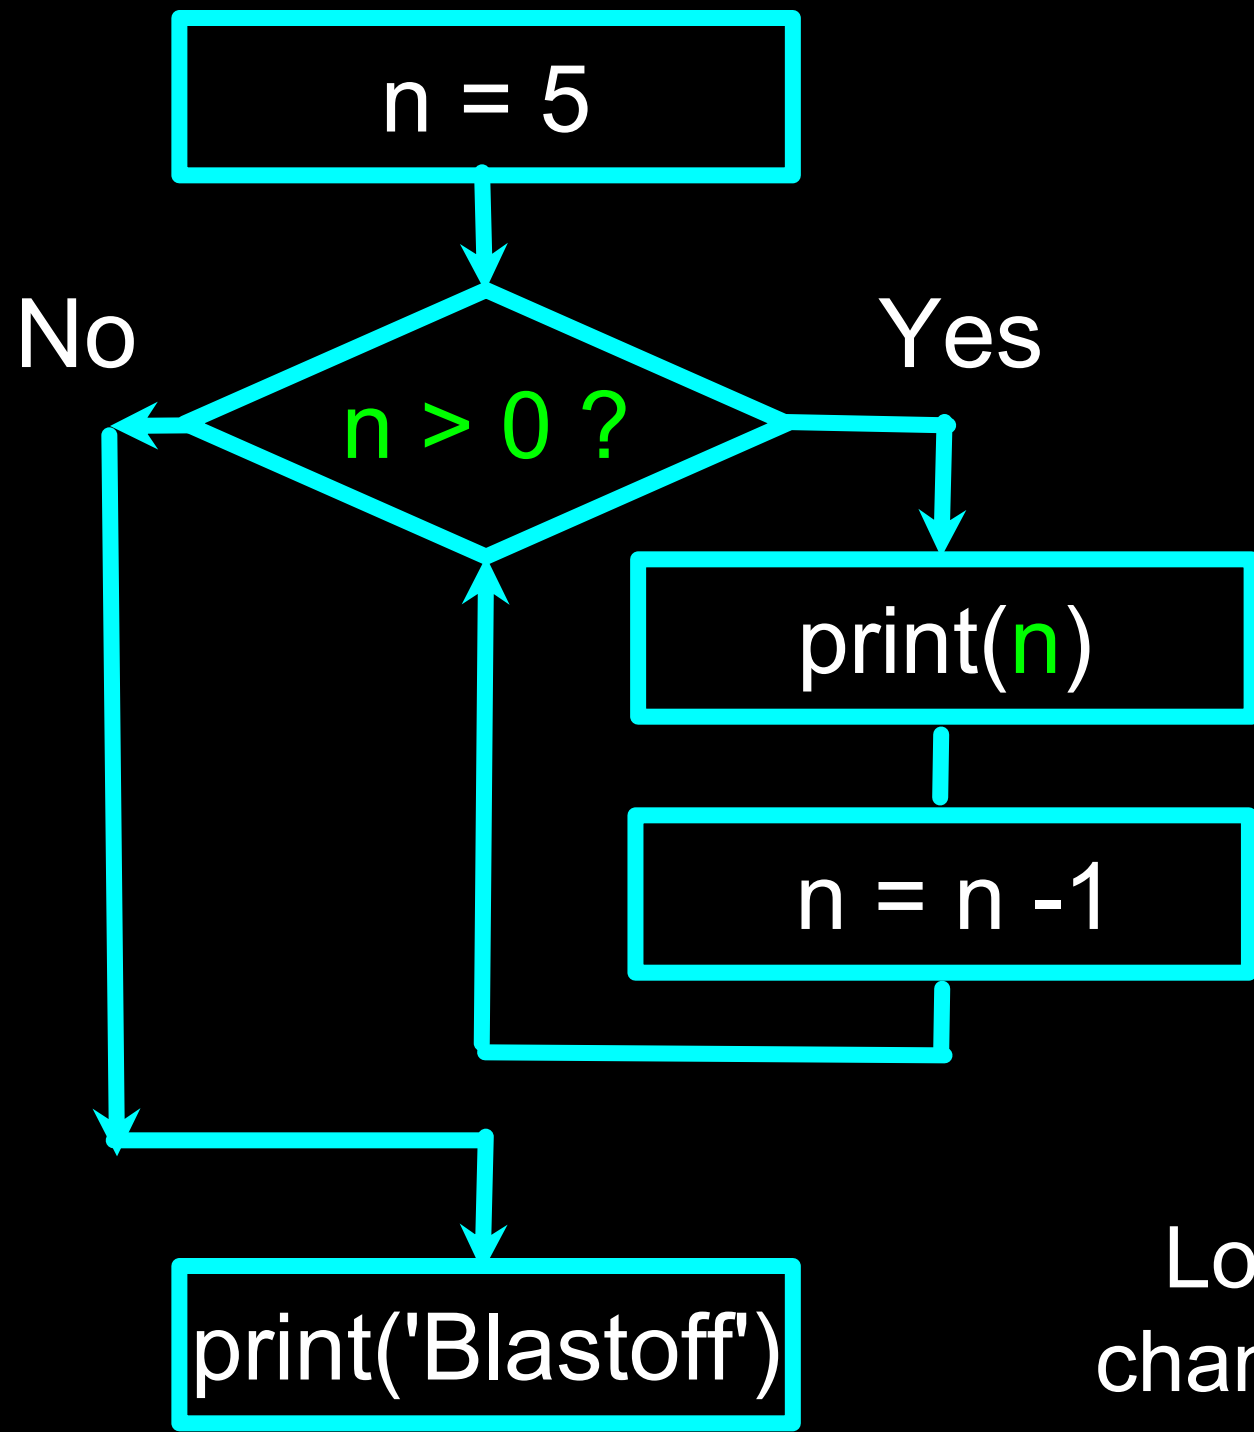 n = 5
No
Yes
n > 0 ?
print(n)
n = n -1
print('Blastoff')